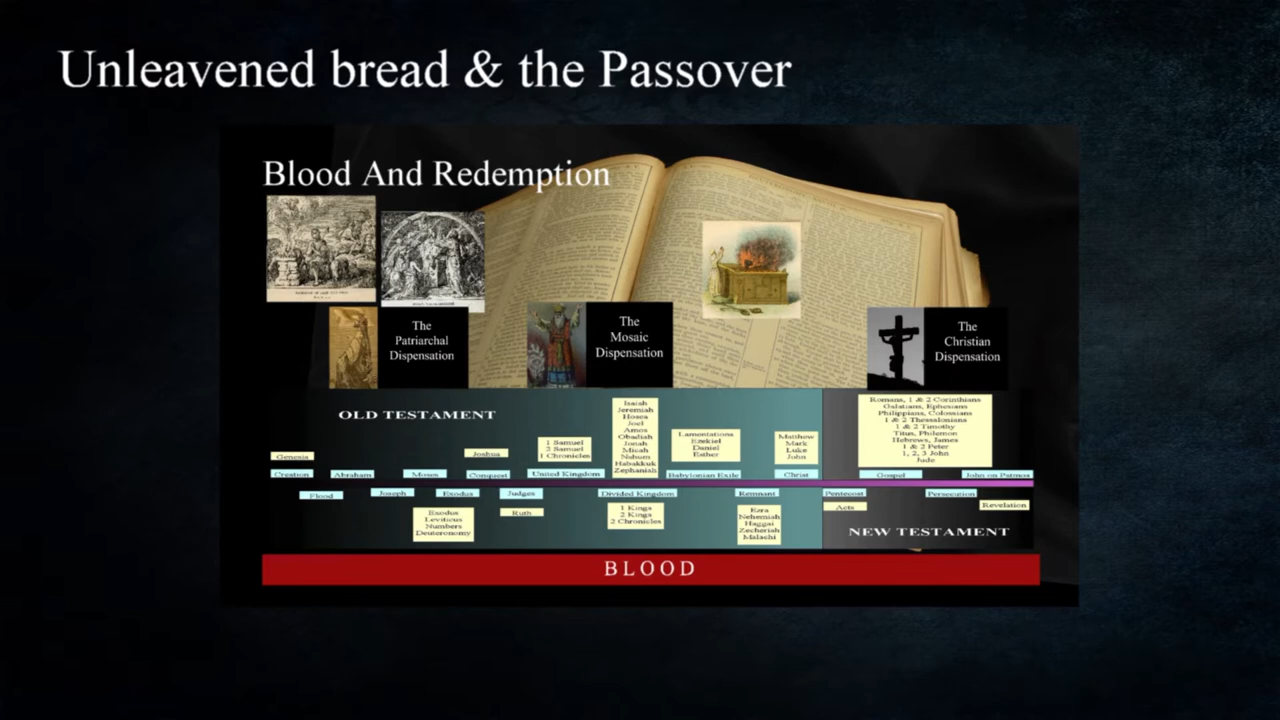 Unleavened bread & the Passover
Blood And Redemption
The
Patriarchal
Dispensation
The
Mosaic
Dispensation
The
Christian
Dispensation
OLD TESTAMENT
Genesis
Creation
Flood
Abraham
Joseph
Moses
Exodus
Exodus
Leviticus
Numbers
Deuteronomy
Joshua
Conquest
Judges
Ruth
1 Samuel
2 Samuel
1 Chronicles
United Kingdom
Isaiah
Jeremiah
Hosea
Joel
Amos
Obadiah
Jonah
Micah
Nahum
Habakkuk
Zephaniah
Divided Kingdom
1 Kings
2 Kings
2 Chronicles
Lamentations
Ezekiel
Daniel
Esther
Babylonian Exile
Remnant
Ezra
Nehemiah
Haggai
Zechariah
Malachi
Matthew
Mark
Luke
John
Christ
Romans, 1 & 2 Corinthians
Galatians, Ephesians
Philippians, Colossians
1 & 2 Thessalonians
1 & 2 Timothy
Titus, Philemon
Hebrews, James
1 & 2 Peter
1, 2, 3 John
Jude
Gospel
John on Patmos
Pentecost
Acts
Persecution
Revelation
NEW TESTAMENT
BLOOD